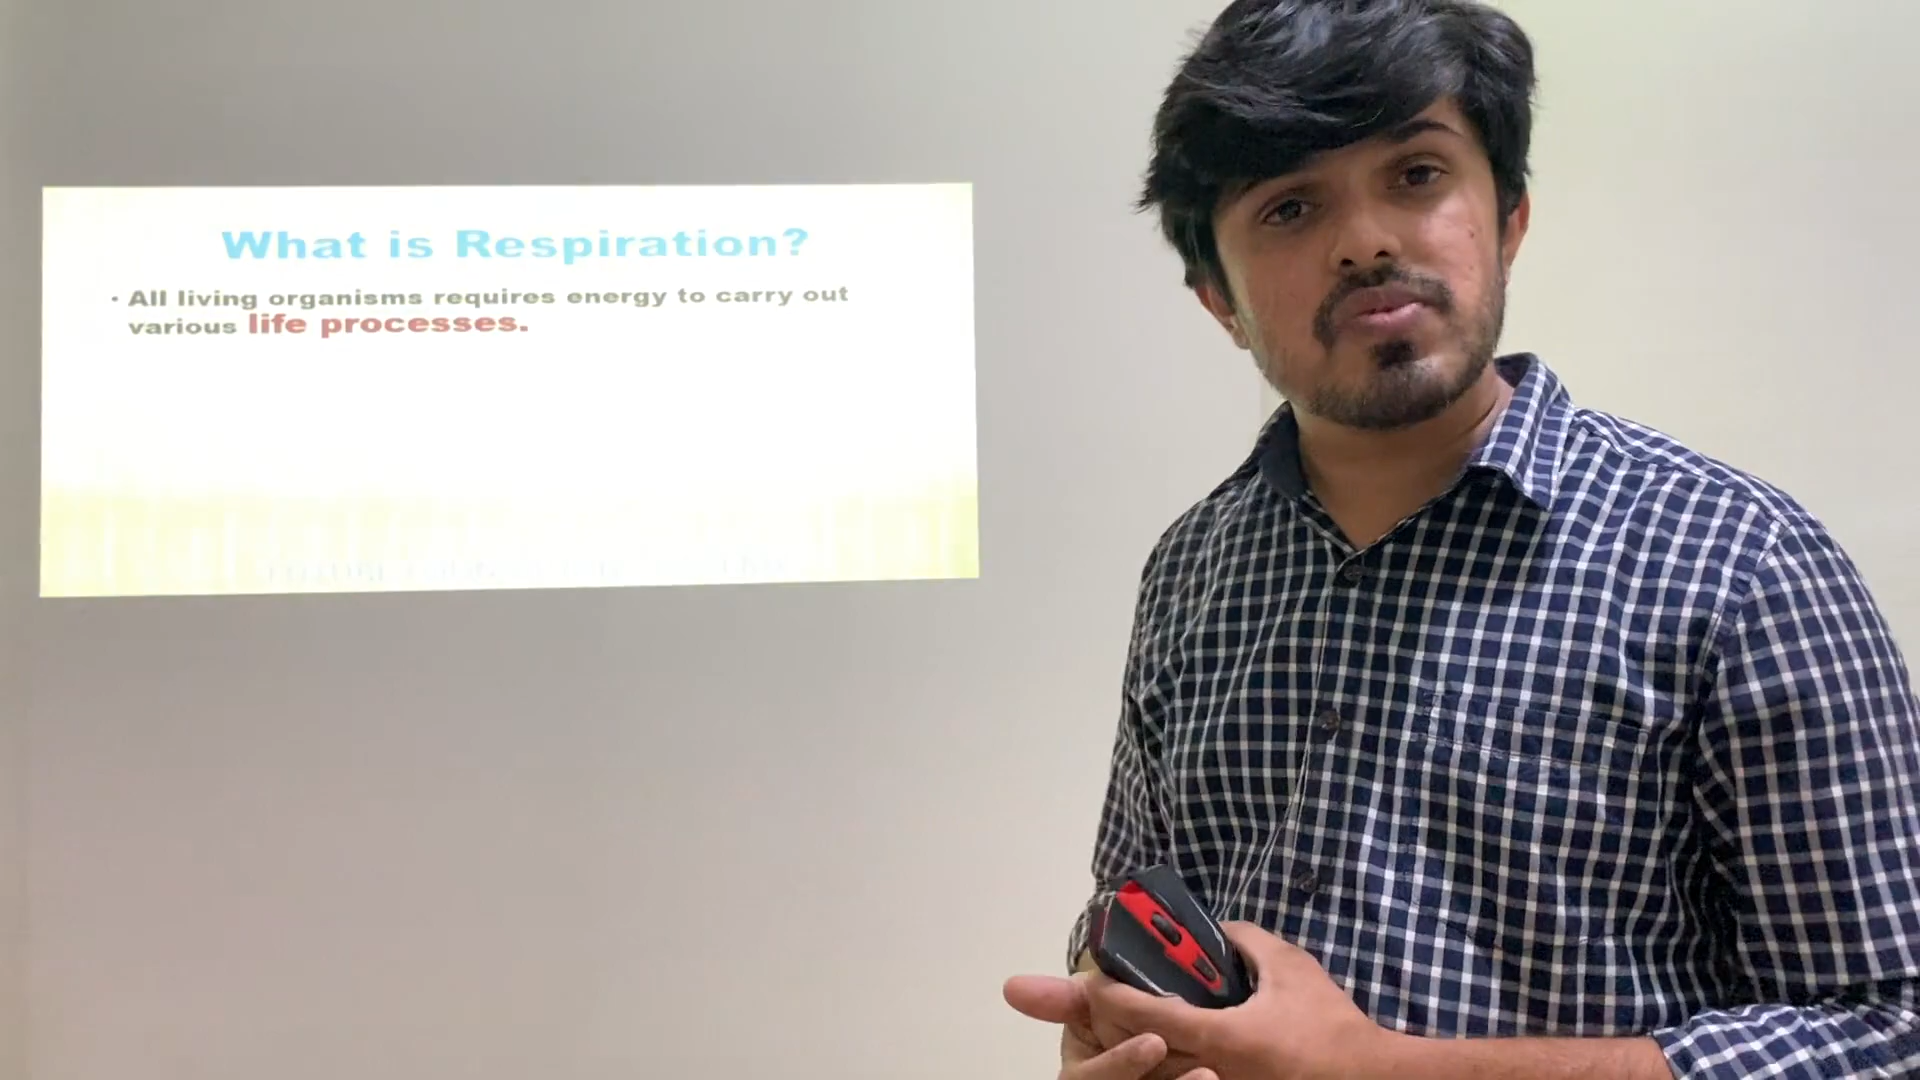 What is Respiration?
• All living organisms requires energy to carry out
various life processes.